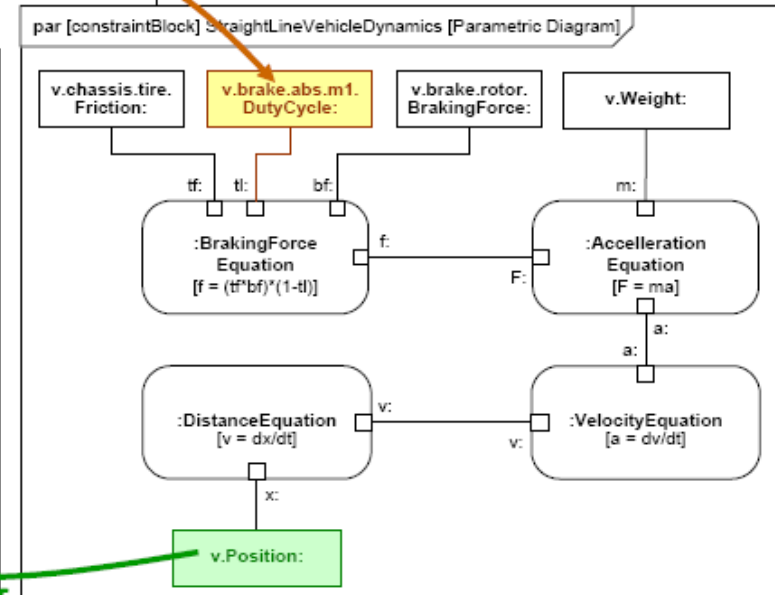 par [constraintBlock] StraightLineVehicleDynamics [Parametric Diagram]
v.chassis.tire.
Friction:
v.brake.abs.m1.
DutyCycle:
v.brake.rotor.
BrakingForce:
v.Weight:
tf:
tl:
bf:
m:
:BrakingForce
Equation
[f = (tf*bf)*(1-tl)]
f:
F:
:Accelleration
Equation
[F = ma]
a:
a:
:DistanceEquation
[v = dx/dt]
v:
v:
:VelocityEquation
[a = dv/dt]
x:
v.Position: